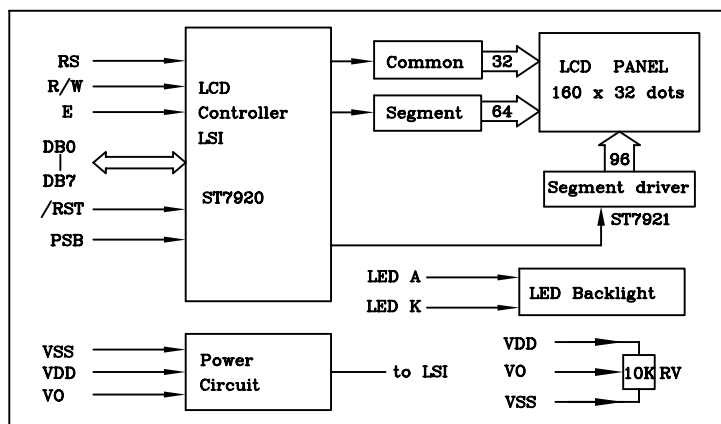 RS
R/W
E
DB0
DB7
/RST
PSB
LCD
Controller
LSI
ST7920
Common
32
Segment
64
LCD PANEL
160 x 32 dots
96
Segment driver
ST7921
LED A
LED K
LED Backlight
VSS
VDD
VO
Power
Circuit
to LSI
VDD
VO
VSS
10K RV